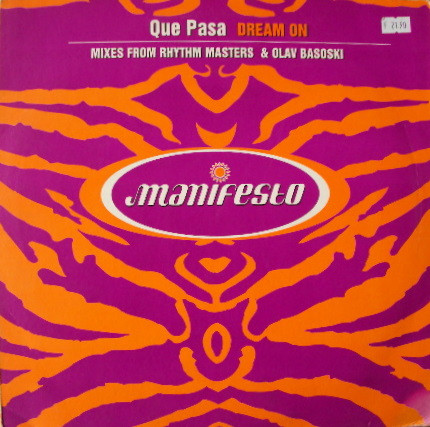 Que Pasa DREAM ON
MIXES FROM RHYTHM MASTERS & OLAV BASOSKI
manifesto